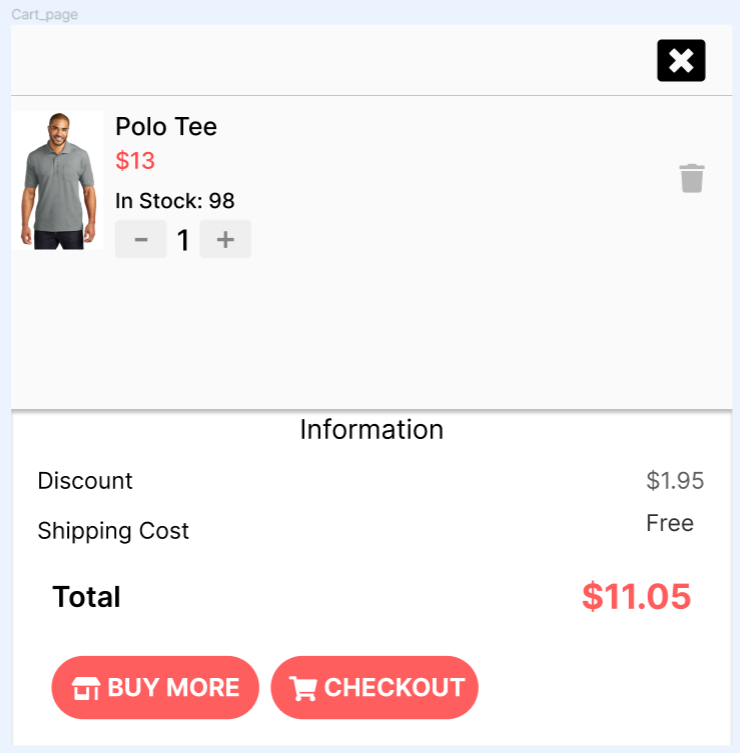 Cart_page
Polo Tee
$13
In Stock: 98
- 1 +
Information
Discount $1.95
Shipping Cost Free
Total $11.05
BUY MORE CHECKOUT